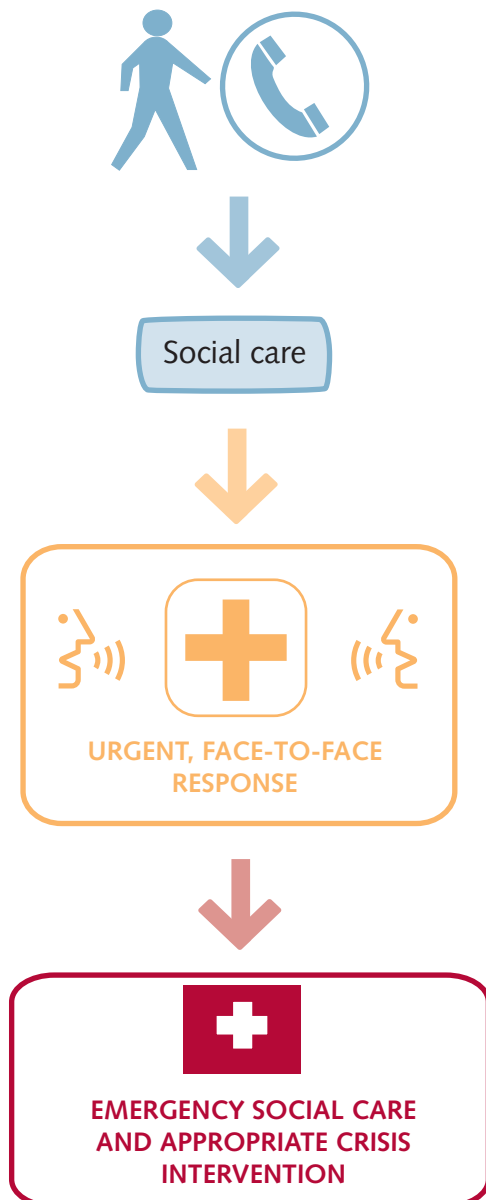 Social care
URGENT, FACE-TO-FACE
RESPONSE
EMERGENCY SOCIAL CARE
AND APPROPRIATE CRISIS
INTERVENTION